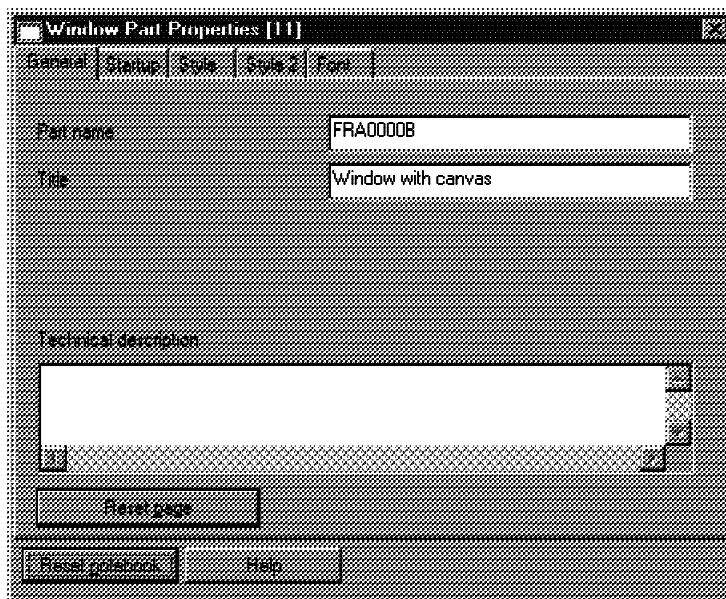 Window Part Properties [11]
General Startup Style Style 2 Font
Part name FRA0000B
Title Window with canvas
Technical description
Reset page
Reset notebook Help